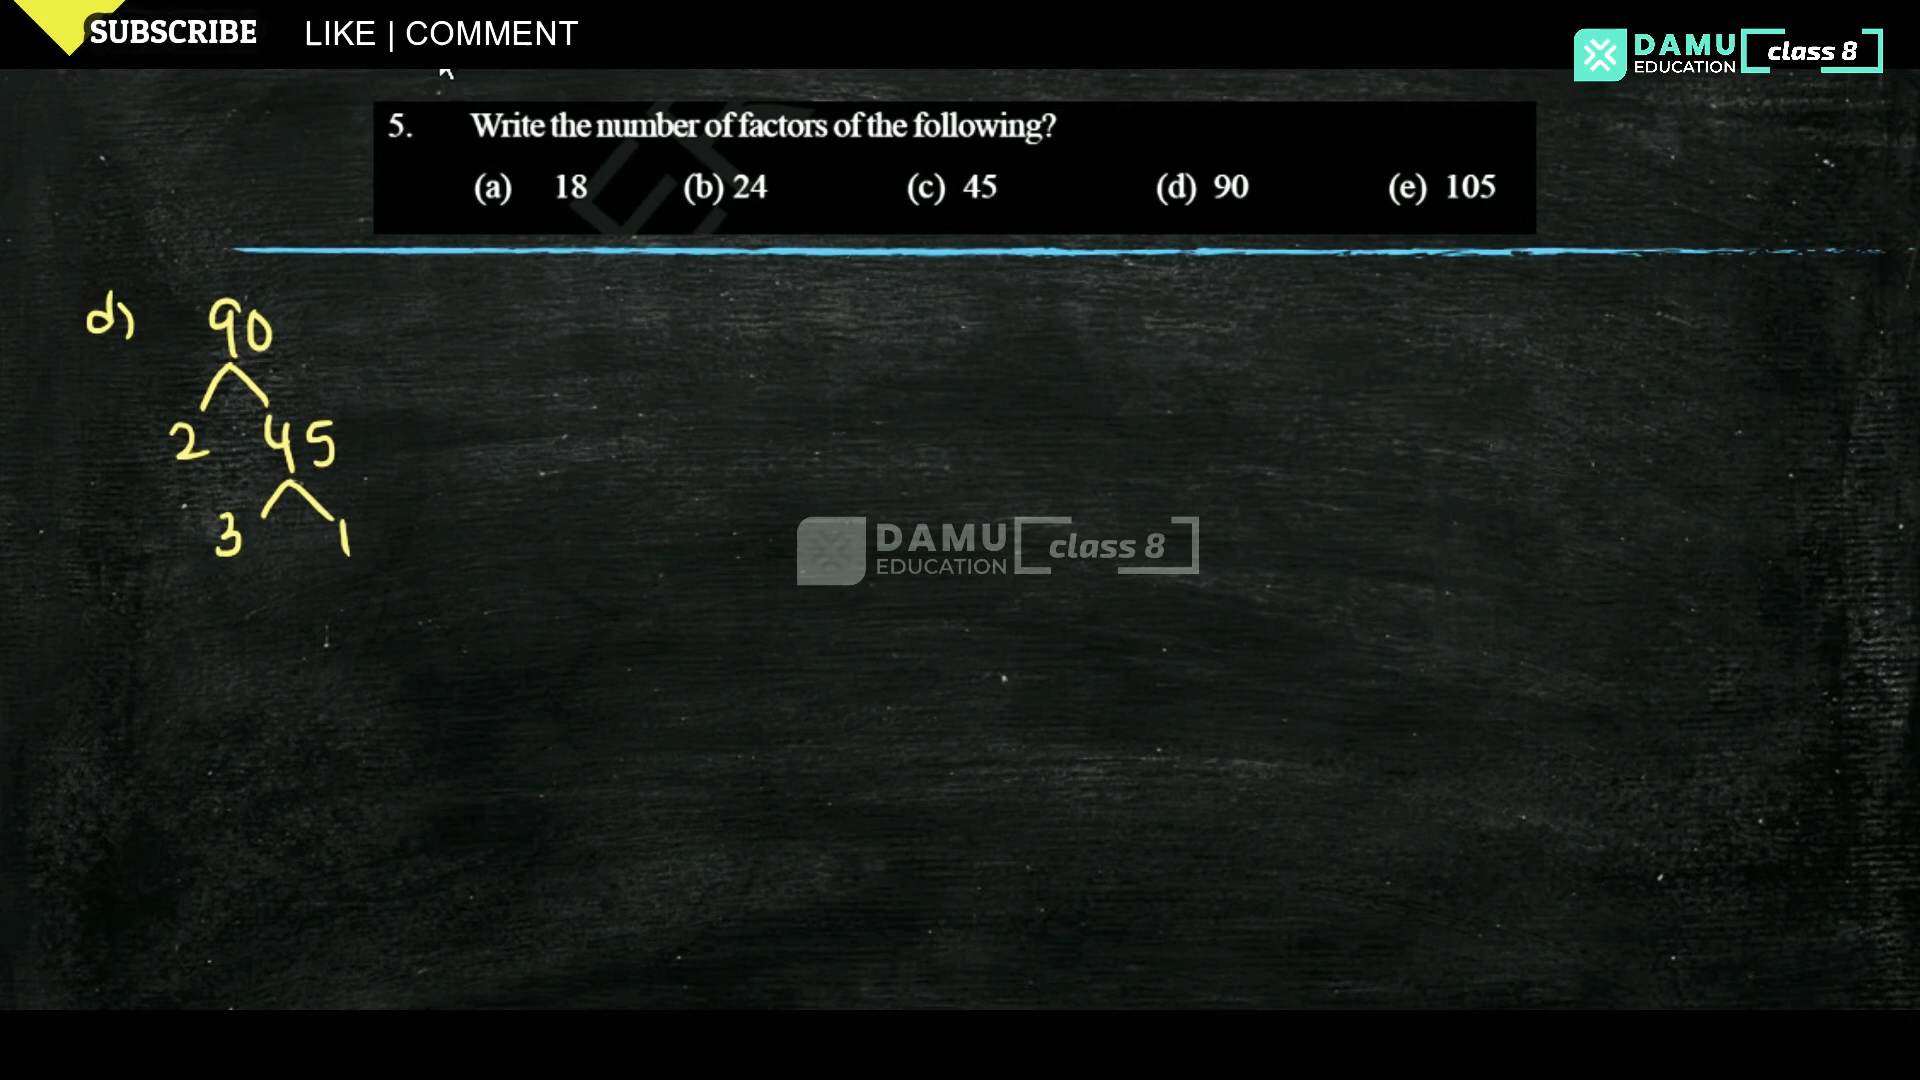 SUBSCRIBE LIKE | COMMENT
DAMU EDUCATION class 8
5. Write the number of factors of the following?
(a) 18 (b) 24 (c) 45 (d) 90 (e) 105
d) 90
2 45
3 1
DAMU EDUCATION class 8